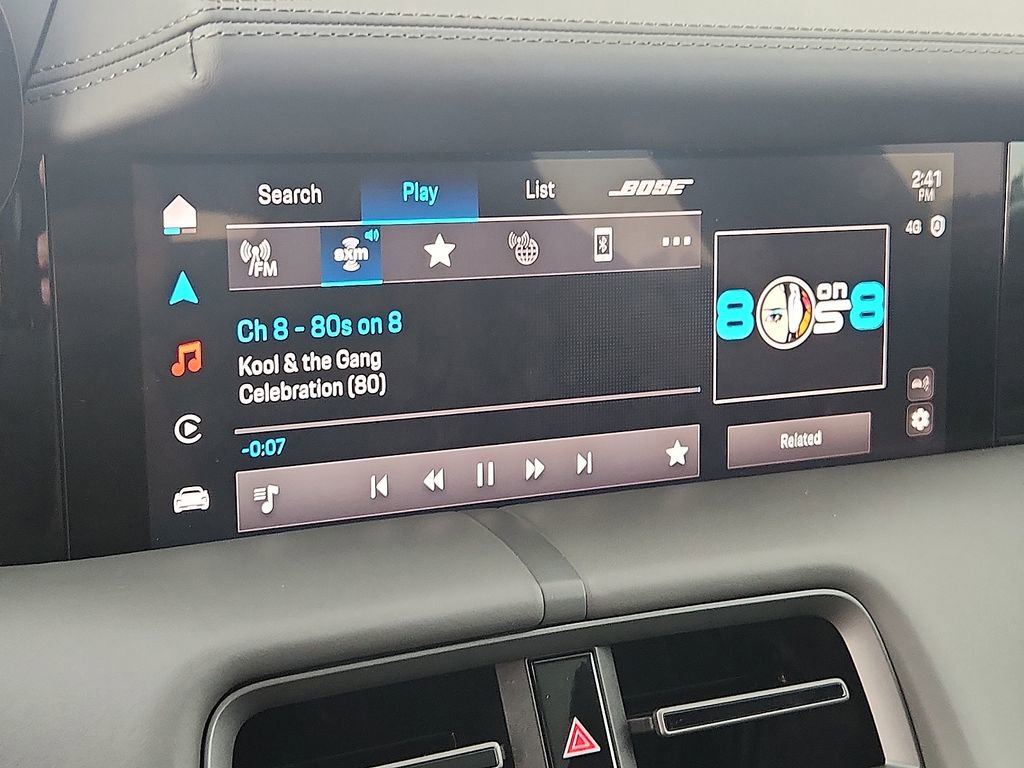 Search Play List BOSE
2:41
PM
4G
FM
sxm
Ch 8 - 80s on 8
Kool & the Gang
Celebration (80)
80s on 8
-0:07
Related